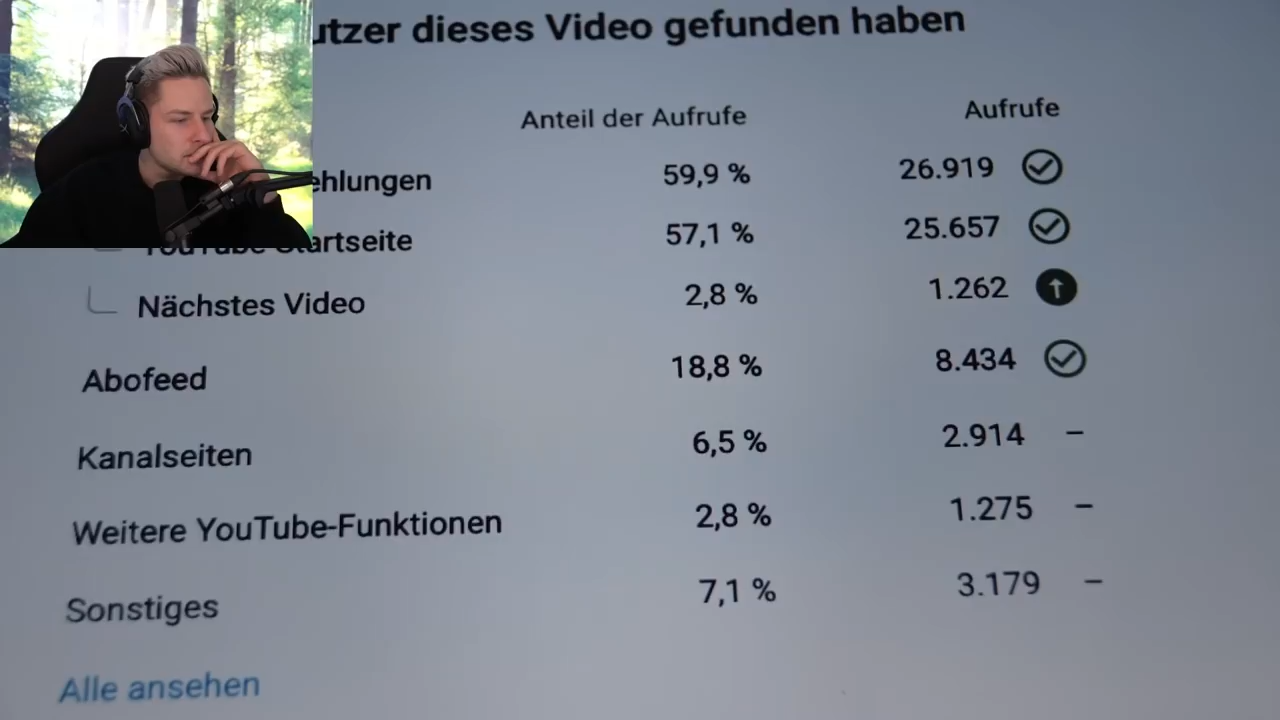 utzer dieses Video gefunden haben
Anteil der Aufrufe Aufrufe
ehlungen 59,9 % 26.919
YouTube-Startseite 57,1 % 25.657
Nächstes Video 2,8 % 1.262
Abofeed 18,8 % 8.434
Kanalseiten 6,5 % 2.914 –
Weitere YouTube-Funktionen 2,8 % 1.275 –
Sonstiges 7,1 % 3.179 –
Alle ansehen